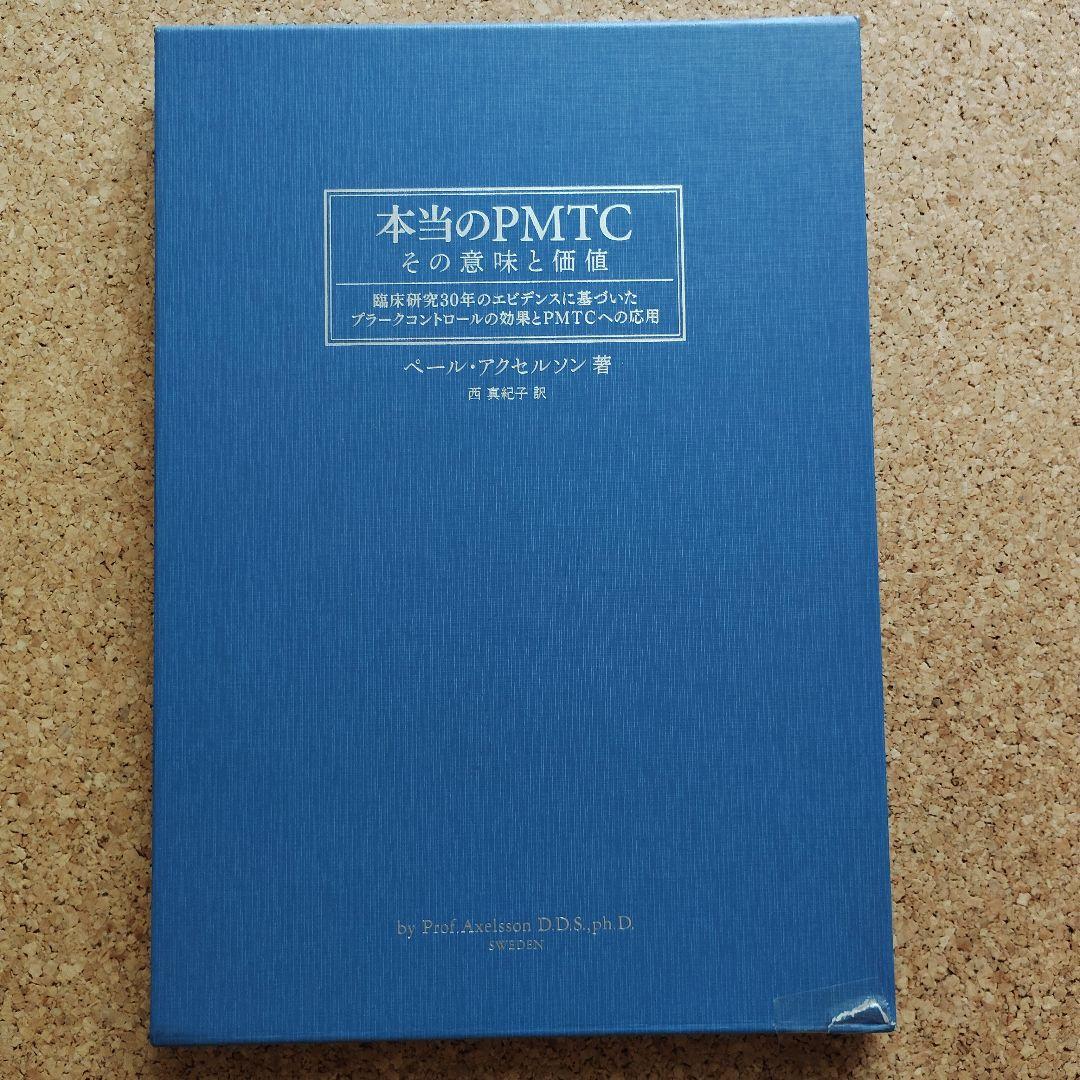 本当のPMTC
その意味と価値
臨床研究30年のエビデンスに基づいた
プラークコントロールの効果とPMTCへの応用
ペール・アクセルソン 著
西 真紀子 訳
by Prof.Axelsson D.D.S.,ph.D.
SWEDEN